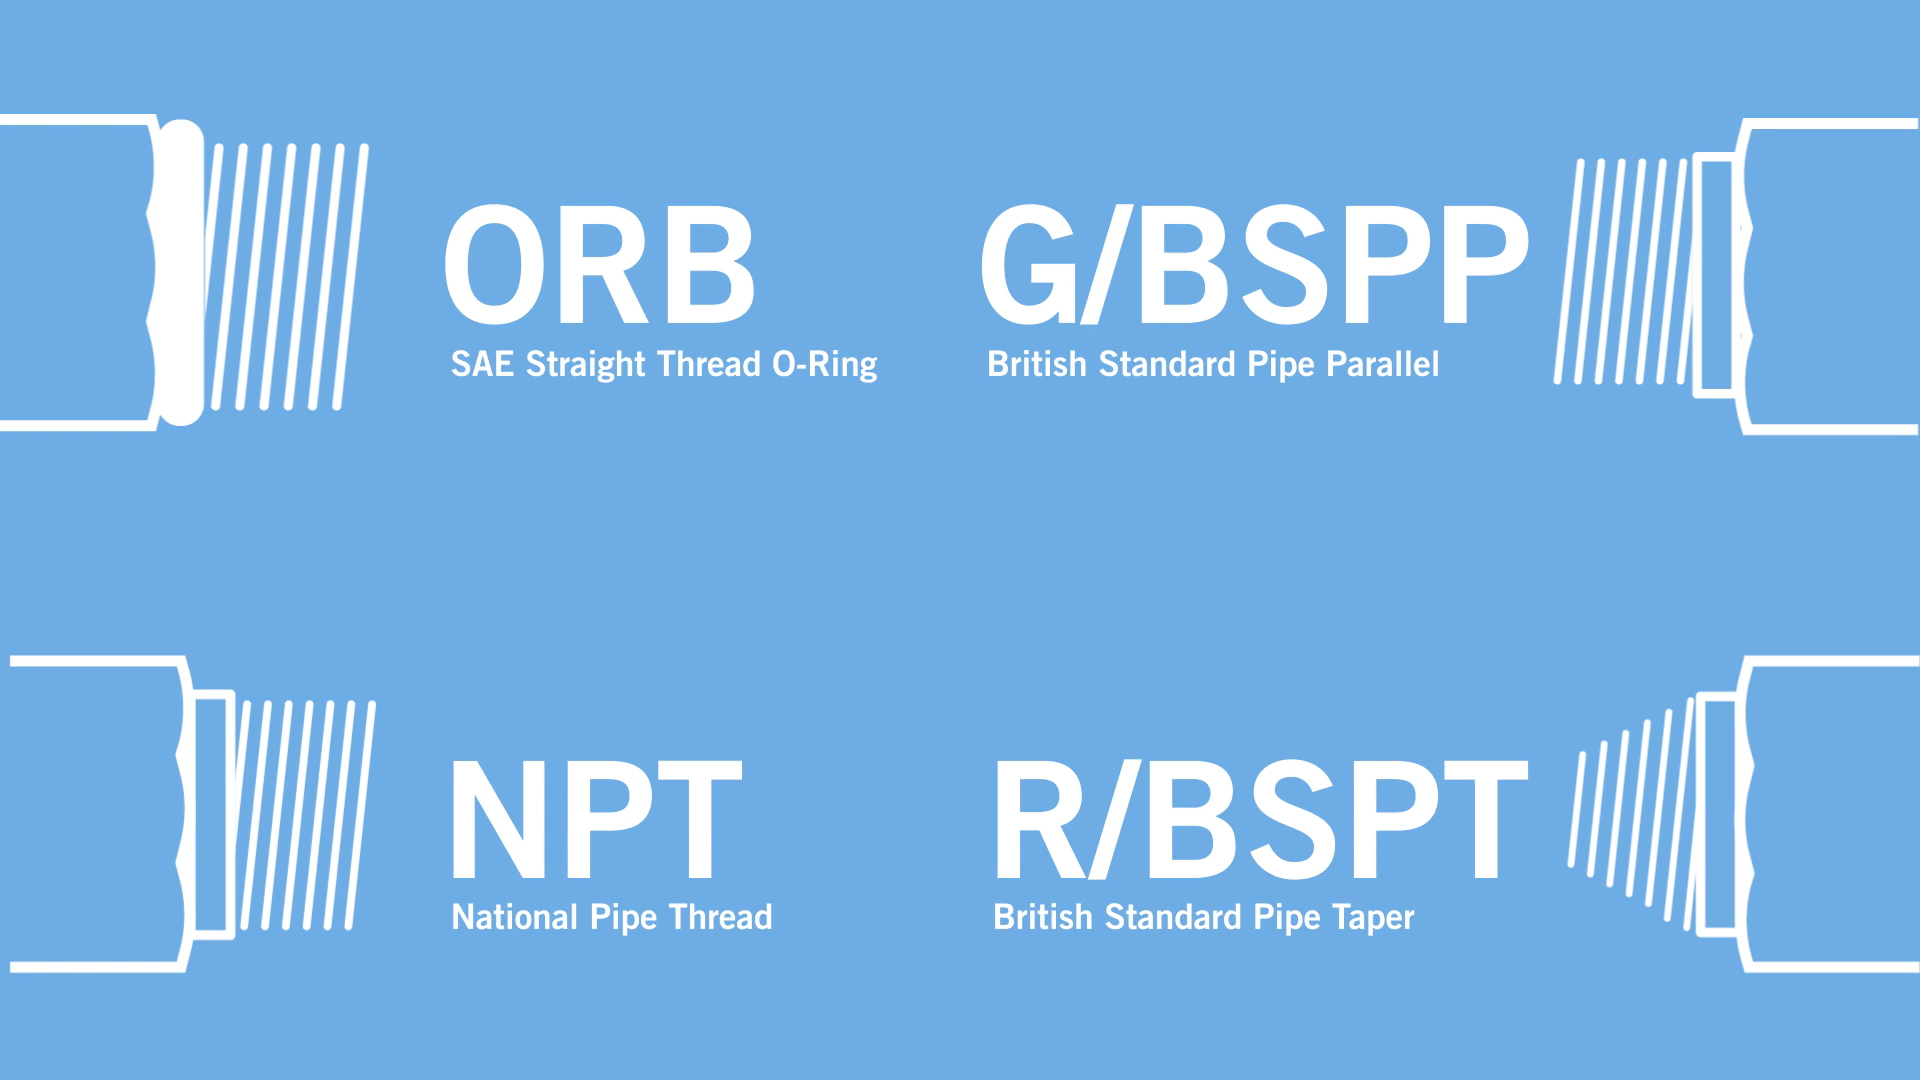 ORB
SAE Straight Thread O-Ring
G/BSPP
British Standard Pipe Parallel
NPT
National Pipe Thread
R/BSPT
British Standard Pipe Taper